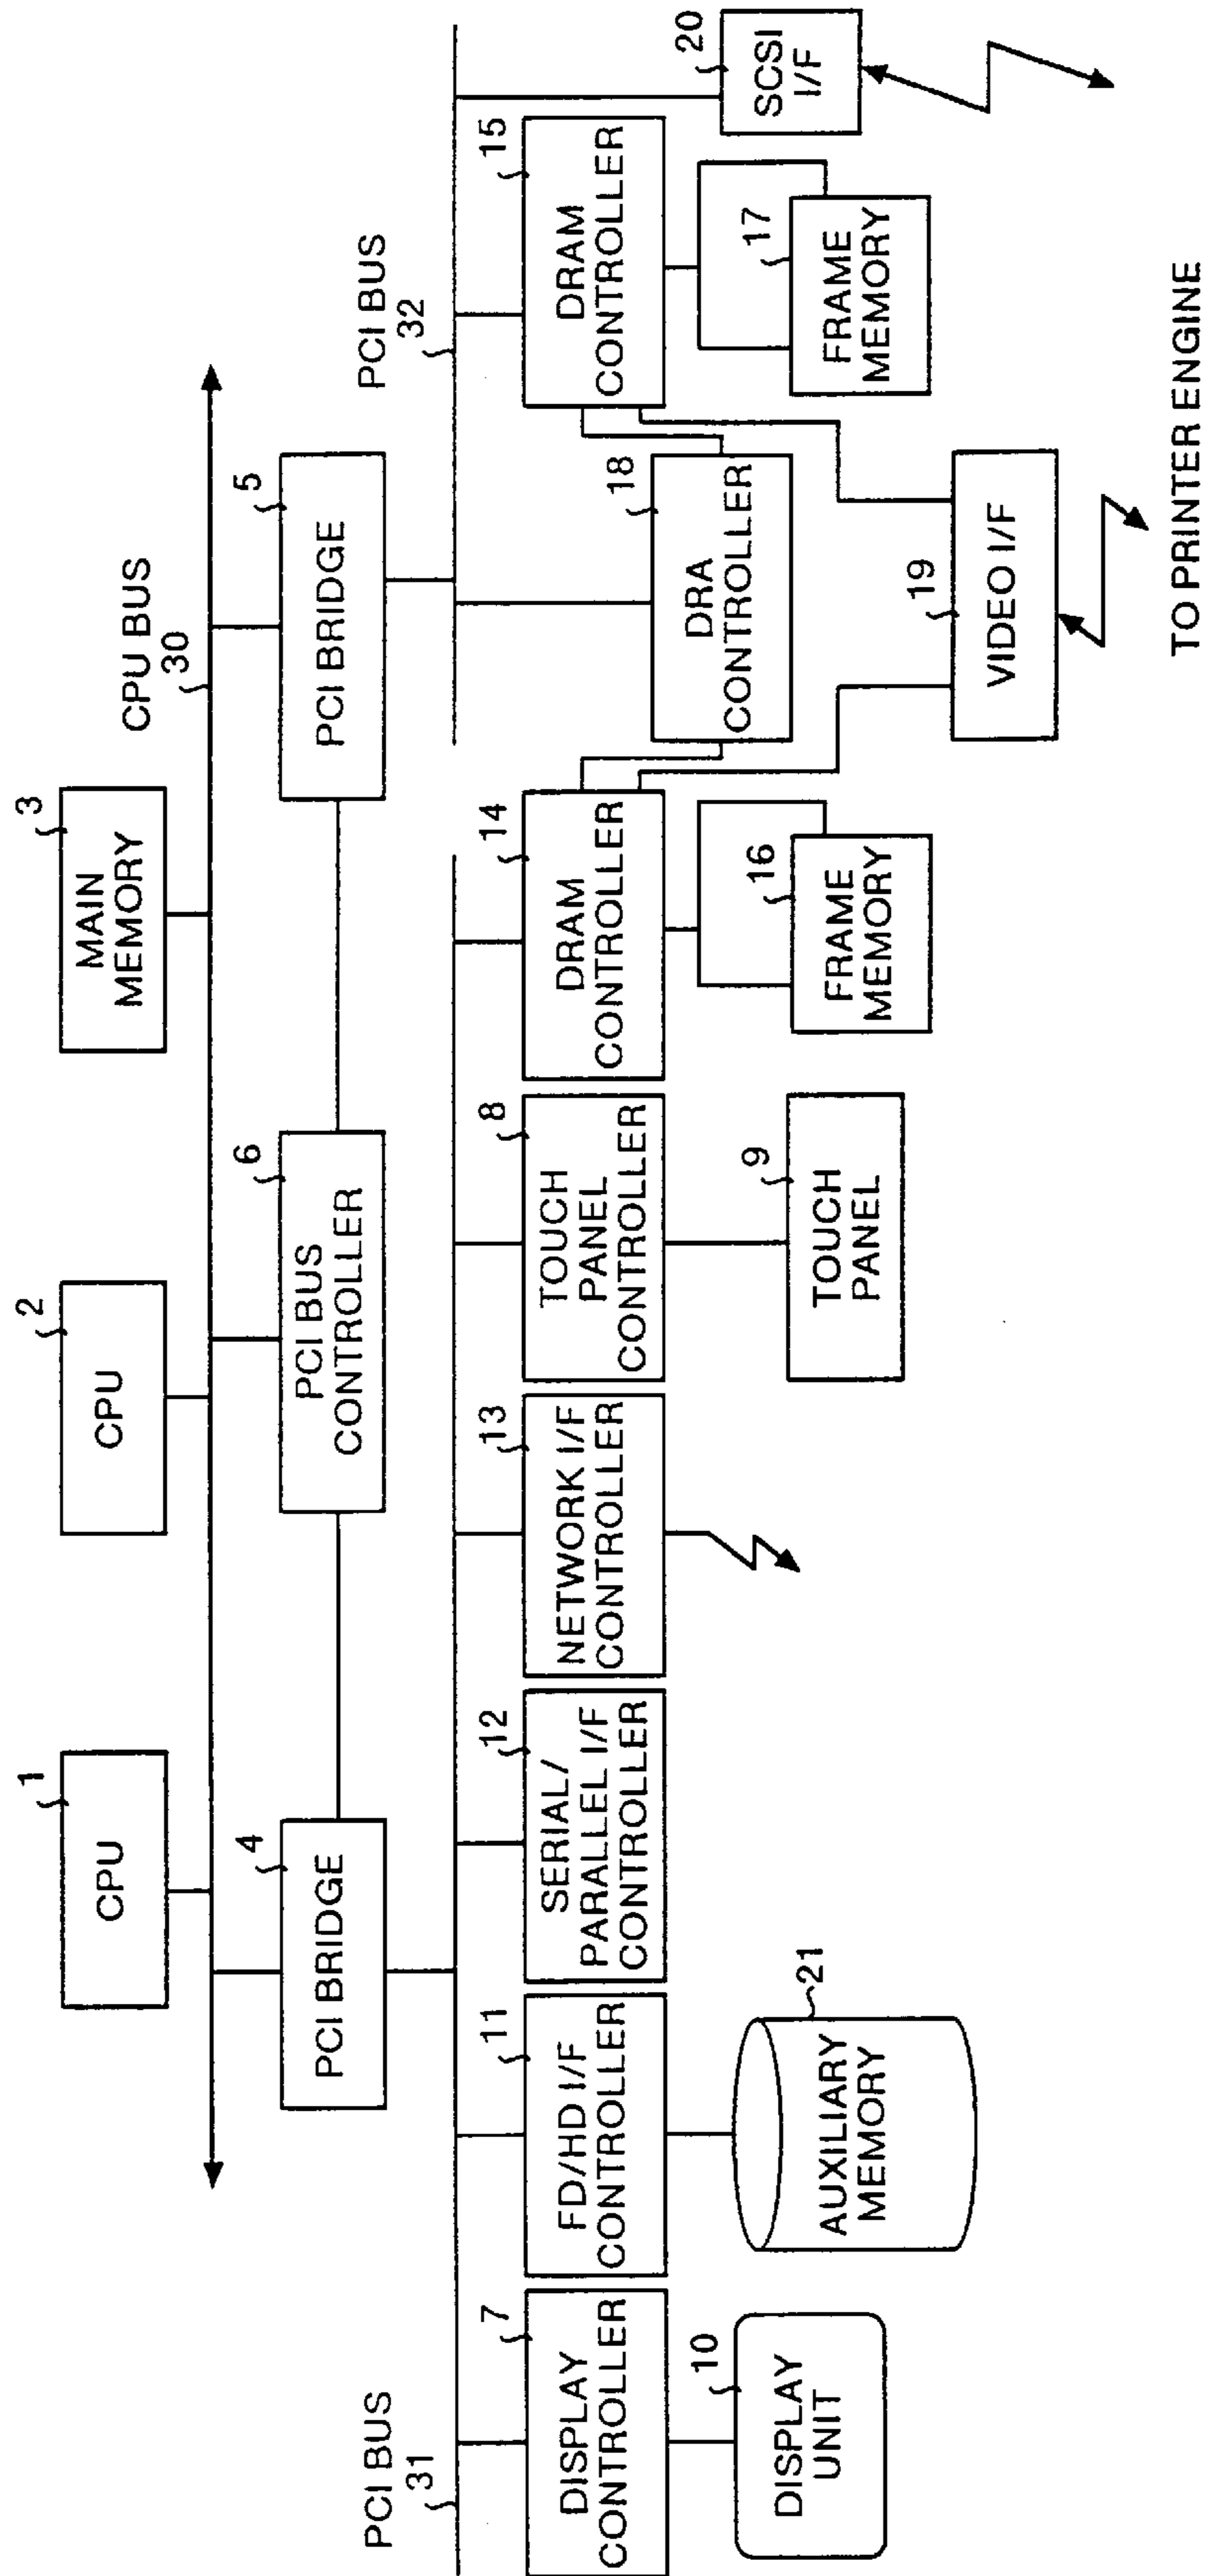 1
CPU
2
CPU
3
MAIN
MEMORY
CPU BUS
30
4
PCI BRIDGE
6
PCI BUS
CONTROLLER
5
PCI BRIDGE
PCI BUS
31
PCI BUS
32
7
DISPLAY
CONTROLLER
11
FD/HD I/F
CONTROLLER
12
SERIAL/
PARALLEL I/F
CONTROLLER
13
NETWORK I/F
CONTROLLER
8
TOUCH
PANEL
CONTROLLER
14
DRAM
CONTROLLER
15
DRAM
CONTROLLER
20
SCSI
I/F
18
DRA
CONTROLLER
10
DISPLAY
UNIT
21
AUXILIARY
MEMORY
9
TOUCH
PANEL
16
FRAME
MEMORY
17
FRAME
MEMORY
19
VIDEO I/F
TO PRINTER ENGINE